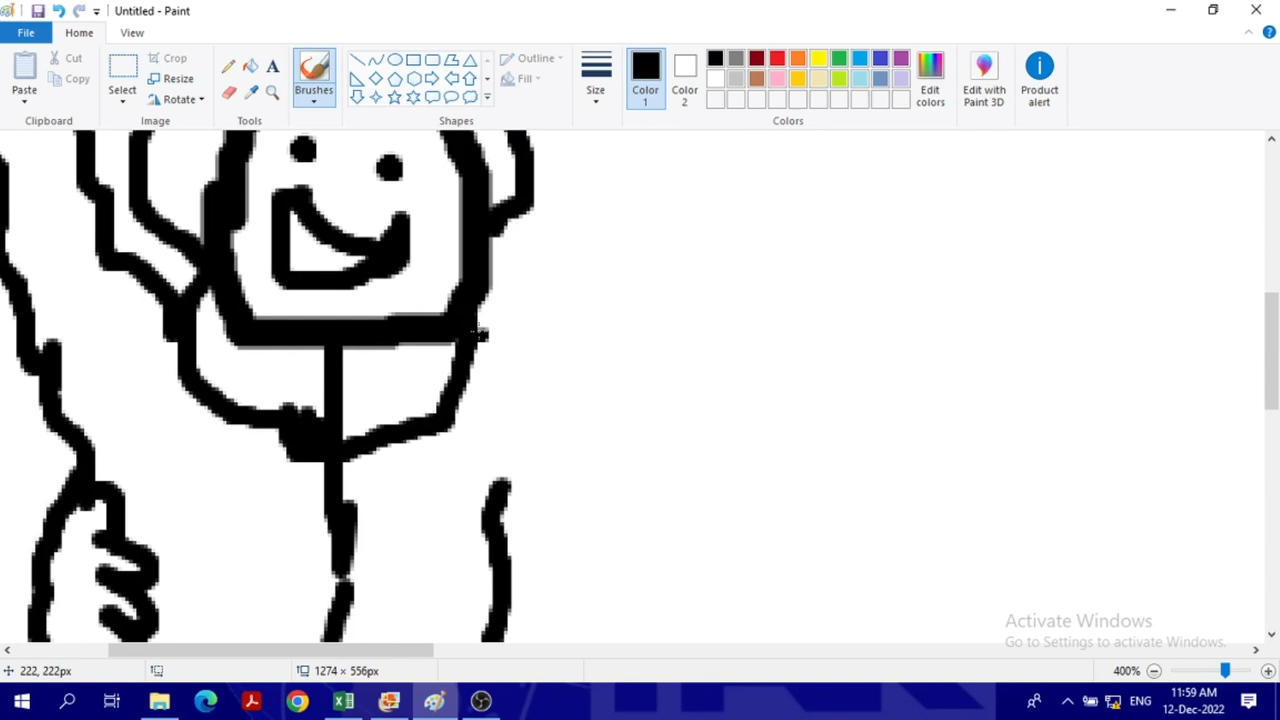 Untitled - Paint
File Home View
Paste
Cut
Copy
Clipboard
Select
Crop
Resize
Rotate
Image
A
Tools
Brushes
Outline
Fill
Shapes
Size
Color 1
Color 2
Edit colors
Colors
Edit with Paint 3D
Product alert
Activate Windows
Go to Settings to activate Windows.
222, 222px
1274 × 556px
400%
ENG
11:59 AM
12-Dec-2022